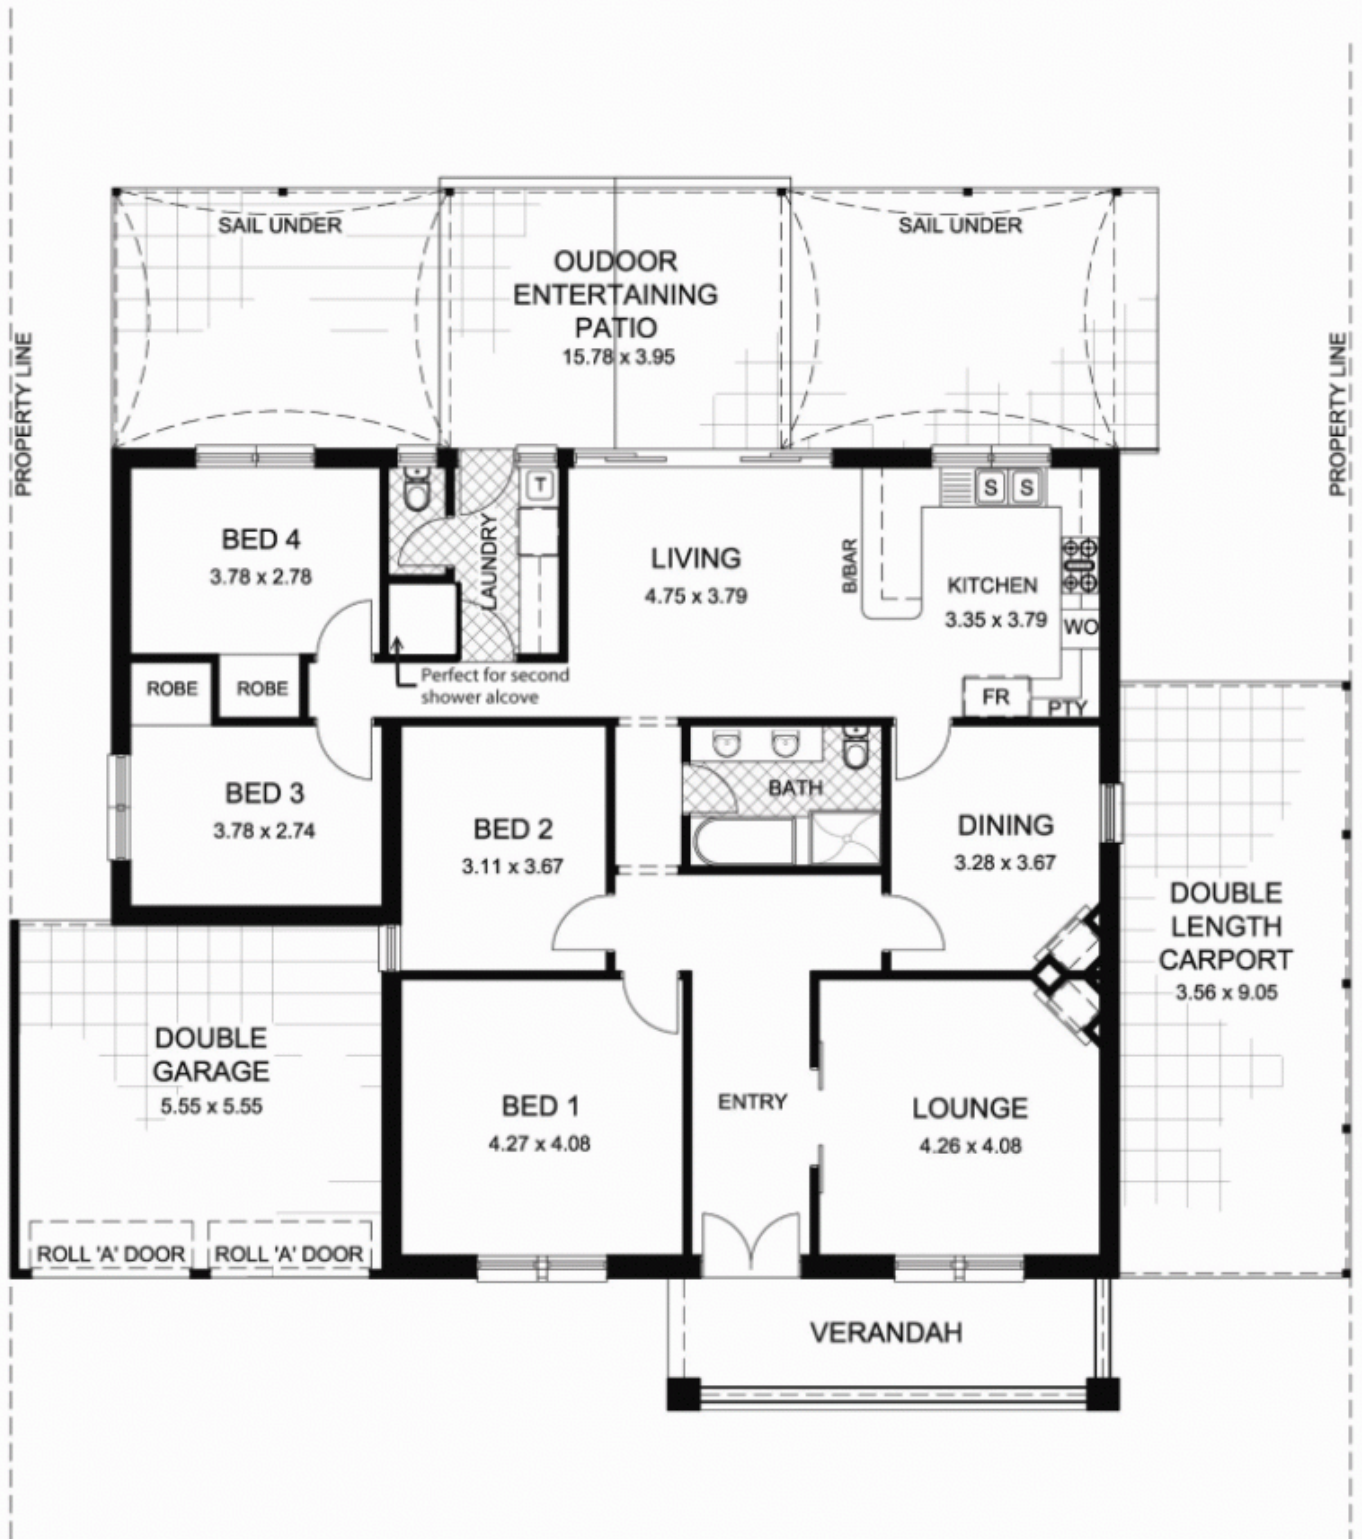 SAIL UNDER
SAIL UNDER
OUDOOR
ENTERTAINING
PATIO
15.78 x 3.95
PROPERTY LINE
PROPERTY LINE
BED 4
3.78 x 2.78
LAUNDRY
T
LIVING
4.75 x 3.79
B/BAR
S
S
KITCHEN
3.35 x 3.79
WO
FR
PTY
ROBE
ROBE
Perfect for second
shower alcove
BED 3
3.78 x 2.74
BED 2
3.11 x 3.67
BATH
DINING
3.28 x 3.67
DOUBLE
LENGTH
CARPORT
3.56 x 9.05
DOUBLE
GARAGE
5.55 x 5.55
BED 1
4.27 x 4.08
ENTRY
LOUNGE
4.26 x 4.08
ROLL 'A' DOOR
ROLL 'A' DOOR
VERANDAH